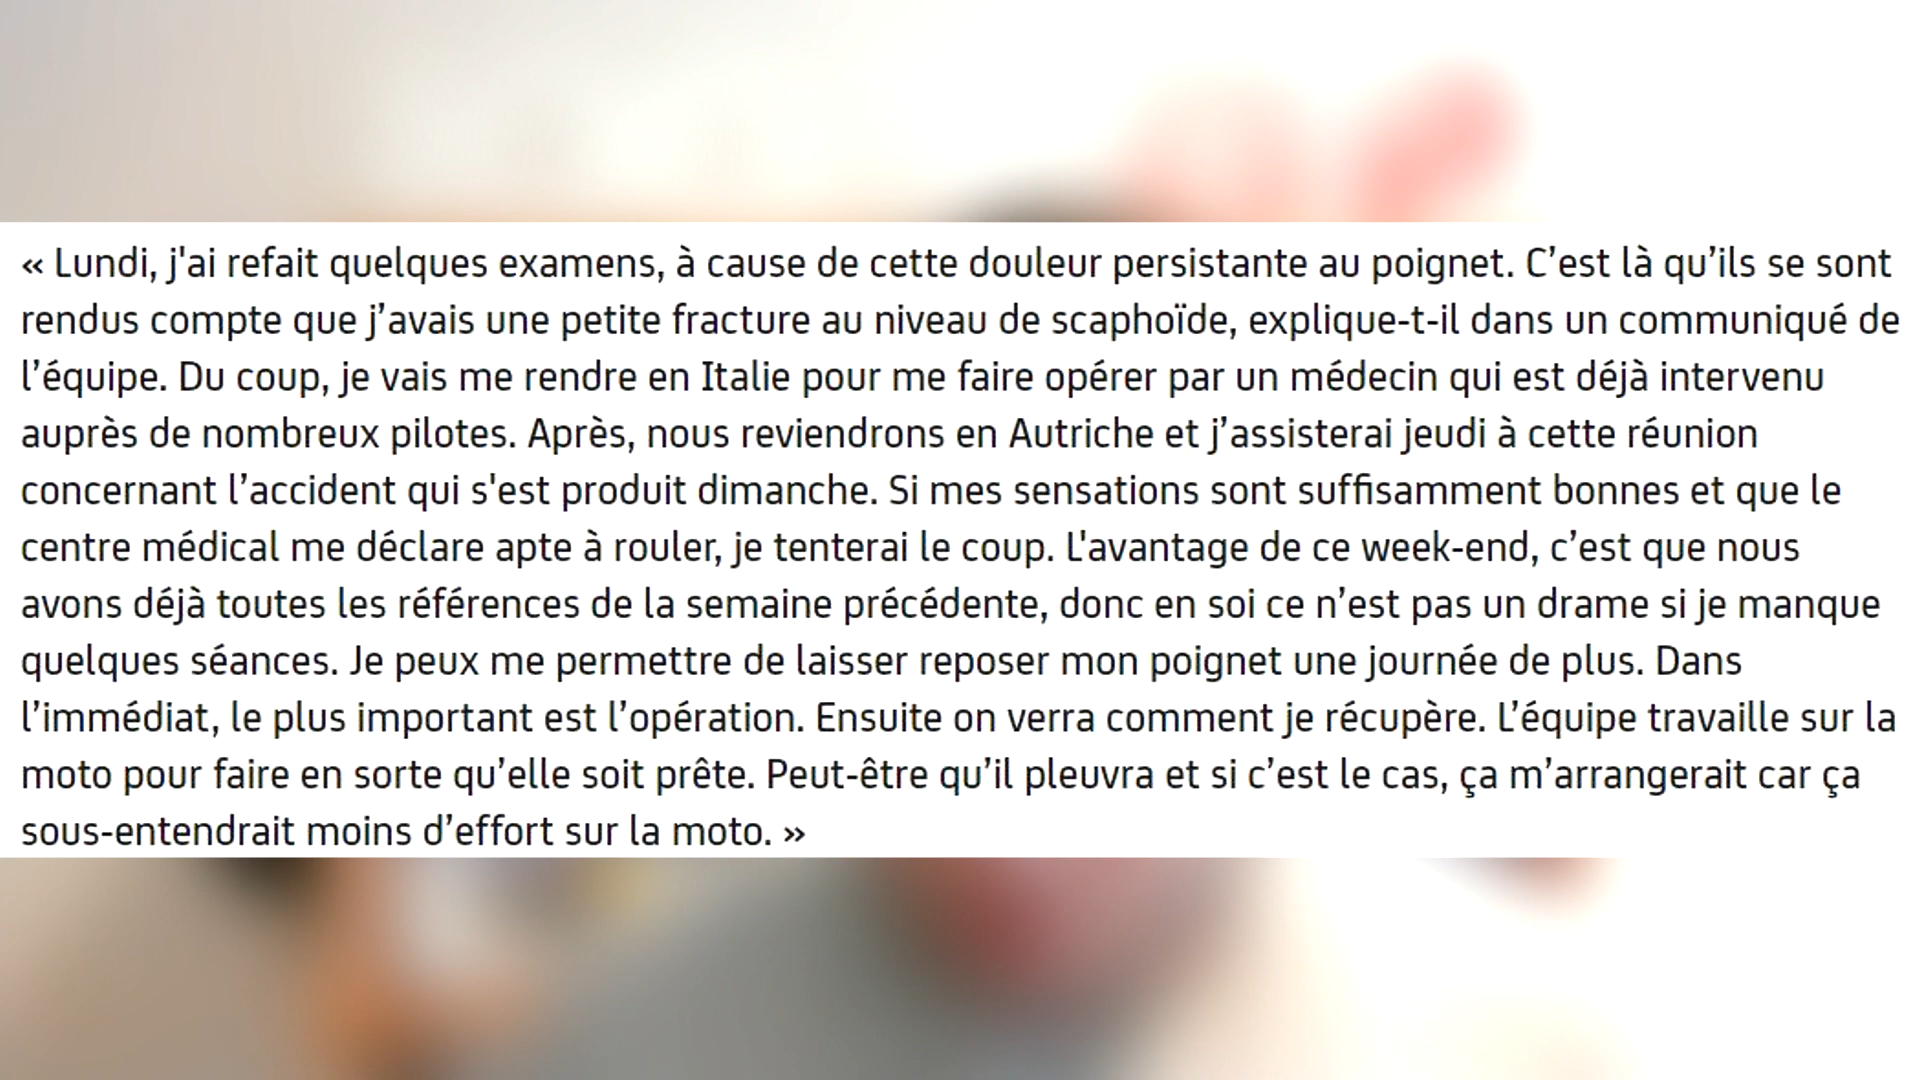 « Lundi, j'ai refait quelques examens, à cause de cette douleur persistante au poignet. C’est là qu’ils se sont
rendus compte que j’avais une petite fracture au niveau de scaphoïde, explique-t-il dans un communiqué de
l’équipe. Du coup, je vais me rendre en Italie pour me faire opérer par un médecin qui est déjà intervenu
auprès de nombreux pilotes. Après, nous reviendrons en Autriche et j’assisterai jeudi à cette réunion
concernant l’accident qui s'est produit dimanche. Si mes sensations sont suffisamment bonnes et que le
centre médical me déclare apte à rouler, je tenterai le coup. L'avantage de ce week-end, c’est que nous
avons déjà toutes les références de la semaine précédente, donc en soi ce n’est pas un drame si je manque
quelques séances. Je peux me permettre de laisser reposer mon poignet une journée de plus. Dans
l’immédiat, le plus important est l’opération. Ensuite on verra comment je récupère. L’équipe travaille sur la
moto pour faire en sorte qu’elle soit prête. Peut-être qu’il pleuvra et si c’est le cas, ça m’arrangerait car ça
sous-entendrait moins d’effort sur la moto. »